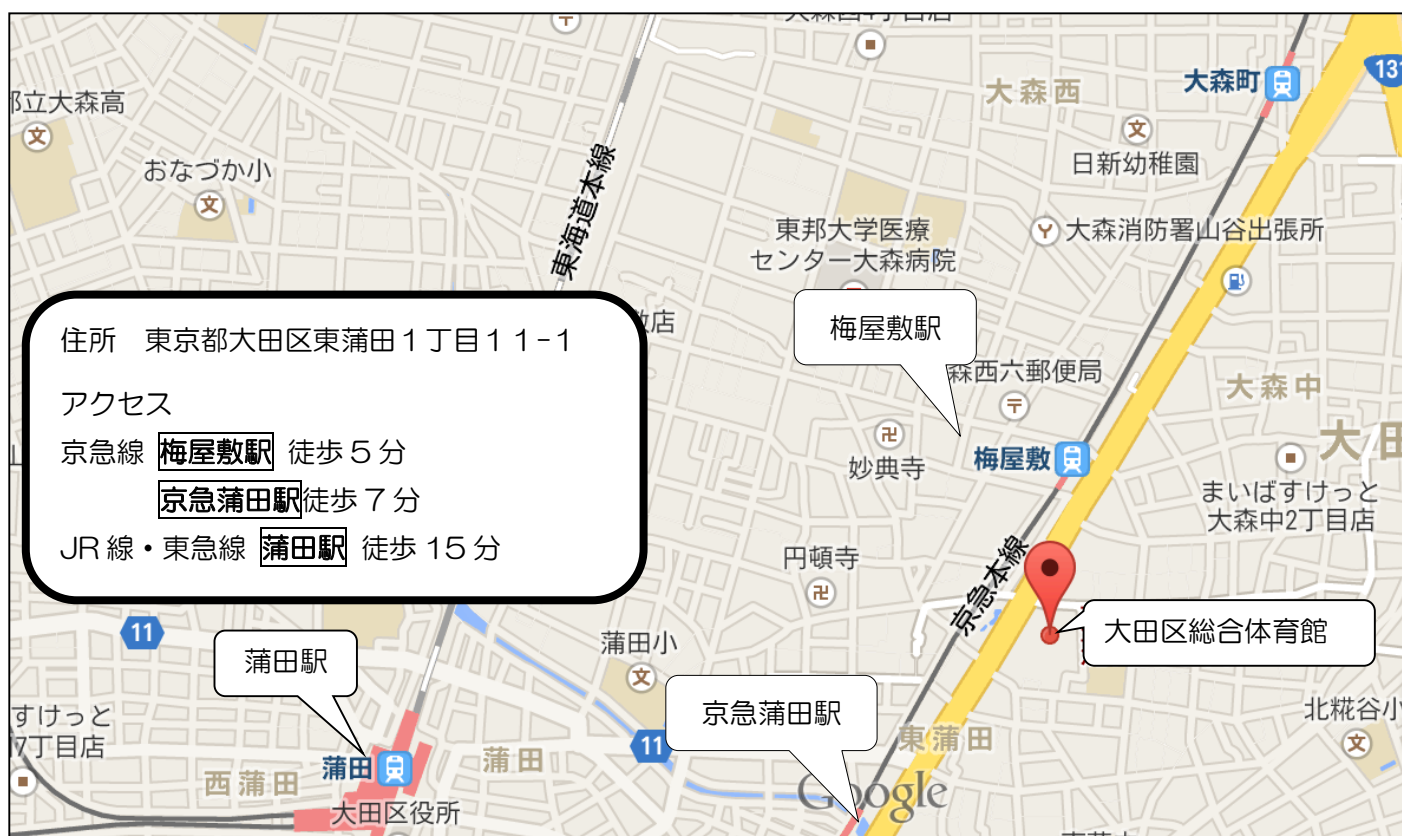 大森町
131
大森西
都立大森高
日新幼稚園
おなづか小
東海道本線
東邦大学医療
センター大森病院
大森消防署山谷出張所
住所　東京都大田区東蒲田１丁目１１-１
アクセス
京急線 梅屋敷駅 徒歩５分
京急蒲田駅徒歩７分
JR線・東急線 蒲田駅 徒歩15分
梅屋敷駅
店
森西六郵便局
大森中
大田
妙典寺
梅屋敷
まいばすけっと
大森中2丁目店
円頓寺
京急本線
11
蒲田小
大田区総合体育館
蒲田駅
京急蒲田駅
北糀谷小
すけっと
7丁目店
11
東蒲田
西蒲田
蒲田
蒲田
大田区役所
Google